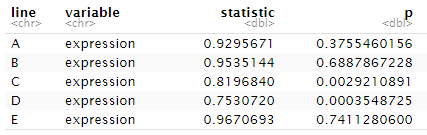 line variable statistic p
<chr> <chr> <dbl> <dbl>
A expression 0.9295671 0.3755460156
B expression 0.9535144 0.6887867228
C expression 0.8196840 0.0029210891
D expression 0.7530720 0.0003548725
E expression 0.9670693 0.7411280600